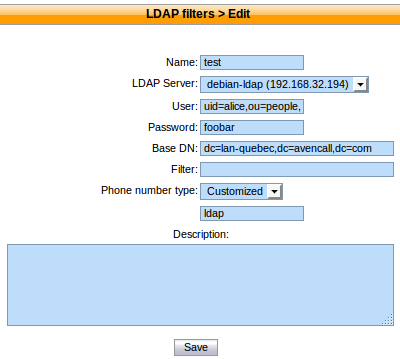 LDAP filters > Edit
Name: test
LDAP Server: debian-ldap (192.168.32.194)
User: uid=alice,ou=people,
Password: foobar
Base DN: dc=lan-quebec,dc=avencall,dc=com
Filter:
Phone number type: Customized
ldap
Description:
Save